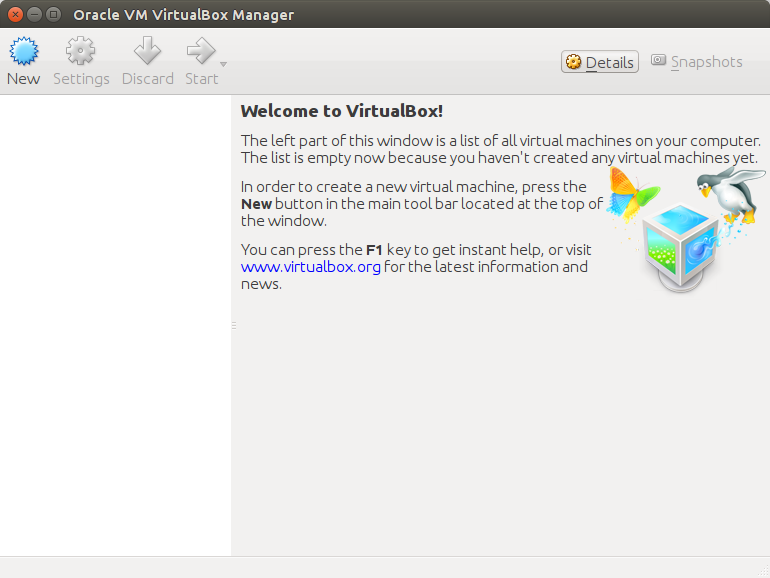 Oracle VM VirtualBox Manager
New Settings Discard Start Details Snapshots
Welcome to VirtualBox!
The left part of this window is a list of all virtual machines on your computer.
The list is empty now because you haven't created any virtual machines yet.
In order to create a new virtual machine, press the
New button in the main tool bar located at the top of
the window.
You can press the F1 key to get instant help, or visit
www.virtualbox.org for the latest information and
news.